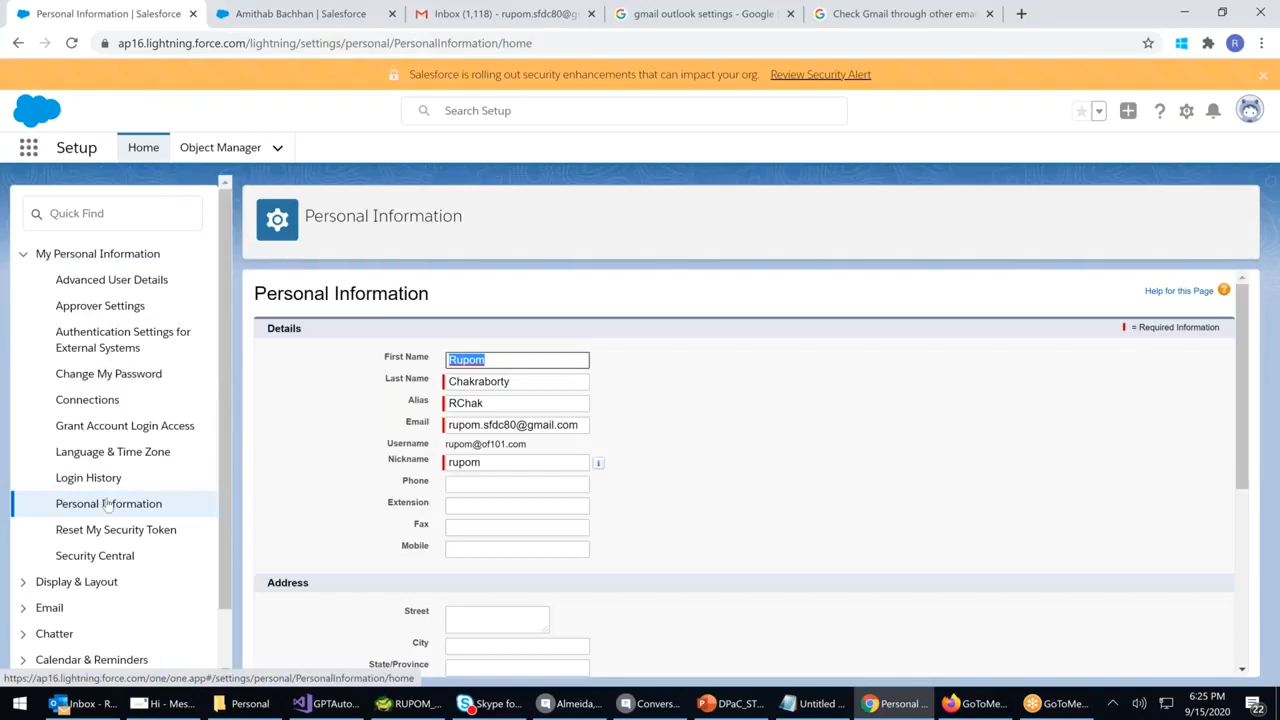 Personal Information | Salesforce
Amithab Bachhan | Salesforce
Inbox (1,118) - rupom.sfdc80@g
gmail outlook settings - Google
Check Gmail through other emai
ap16.lightning.force.com/lightning/settings/personal/PersonalInformation/home
R
Salesforce is rolling out security enhancements that can impact your org. Review Security Alert
Search Setup
Setup
Home
Object Manager
Quick Find
Personal Information
My Personal Information
Advanced User Details
Approver Settings
Authentication Settings for
External Systems
Change My Password
Connections
Grant Account Login Access
Language & Time Zone
Login History
Personal Information
Reset My Security Token
Security Central
Display & Layout
Email
Chatter
Calendar & Reminders
Personal Information
Help for this Page
Details
= Required Information
First Name Rupom
Last Name Chakraborty
Alias RChak
Email rupom.sfdc80@gmail.com
Username rupom@of101.com
Nickname rupom
Phone
Extension
Fax
Mobile
Address
Street
City
State/Province
https://ap16.lightning.force.com/one/one.app#/settings/personal/PersonalInformation/home
Inbox - R...
Hi - Mes...
Personal
GPTAuto...
RUPOM_...
Skype fo...
Almeida,...
Convers...
DPaC_ST...
Untitled ...
Personal ...
GoToMe...
GoToMe...
6:25 PM
9/15/2020
22